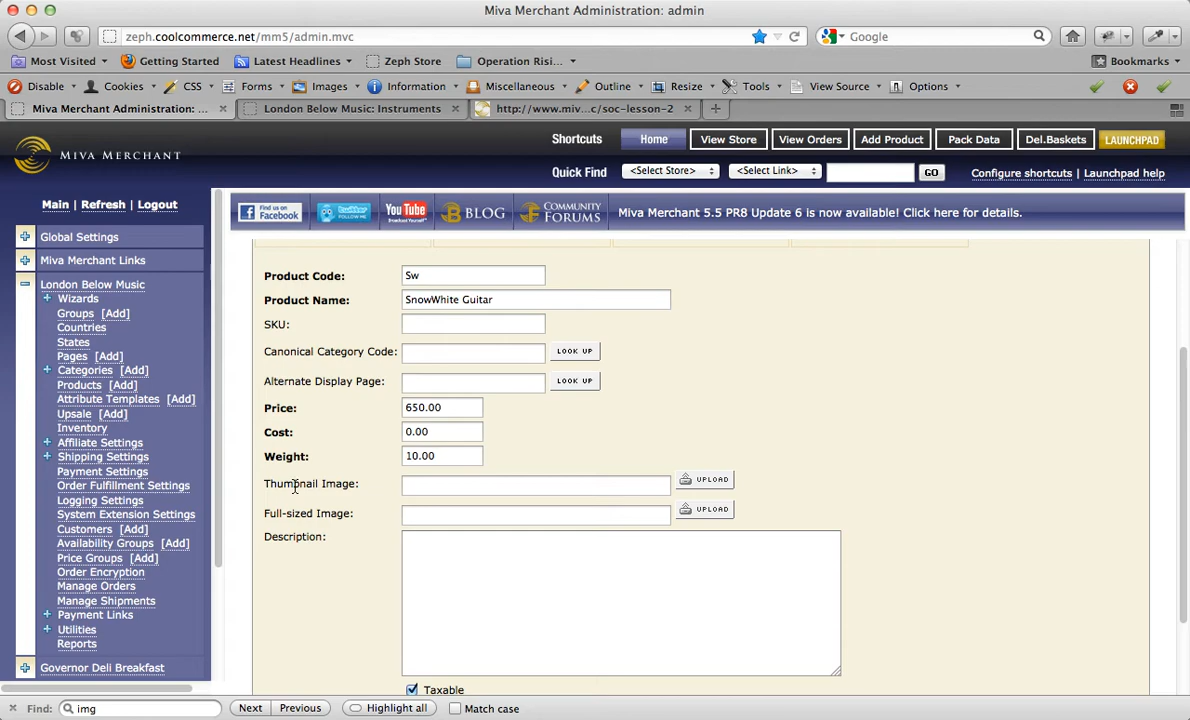 Miva Merchant Administration: admin
zeph.coolcommerce.net/mm5/admin.mvc
Google
Most Visited
Getting Started
Latest Headlines
Zeph Store
Operation Risi...
Bookmarks
Disable
Cookies
CSS
Forms
Images
Information
Miscellaneous
Outline
Resize
Tools
View Source
Options
Miva Merchant Administration: ...
London Below Music: Instruments
http://www.miv...c/soc-lesson-2
MIVA MERCHANT
Shortcuts
Home
View Store
View Orders
Add Product
Pack Data
Del.Baskets
LAUNCHPAD
Quick Find
<Select Store>
<Select Link>
GO
Configure shortcuts | Launchpad help
Main | Refresh | Logout
Find us on Facebook
twitter FOLLOW ME
YouTube Broadcast Yourself
BLOG
COMMUNITY FORUMS
Miva Merchant 5.5 PR8 Update 6 is now available! Click here for details.
Global Settings
Miva Merchant Links
London Below Music
Wizards
Groups [Add]
Countries
States
Pages [Add]
Categories [Add]
Products [Add]
Attribute Templates [Add]
Upsale [Add]
Inventory
Affiliate Settings
Shipping Settings
Payment Settings
Order Fulfillment Settings
Logging Settings
System Extension Settings
Customers [Add]
Availability Groups [Add]
Price Groups [Add]
Order Encryption
Manage Orders
Manage Shipments
Payment Links
Utilities
Reports
Governor Deli Breakfast
Product Code: Sw
Product Name: SnowWhite Guitar
SKU:
Canonical Category Code: LOOK UP
Alternate Display Page: LOOK UP
Price: 650.00
Cost: 0.00
Weight: 10.00
Thumbnail Image: UPLOAD
Full-sized Image: UPLOAD
Description:
Taxable
Find: img
Next
Previous
Highlight all
Match case